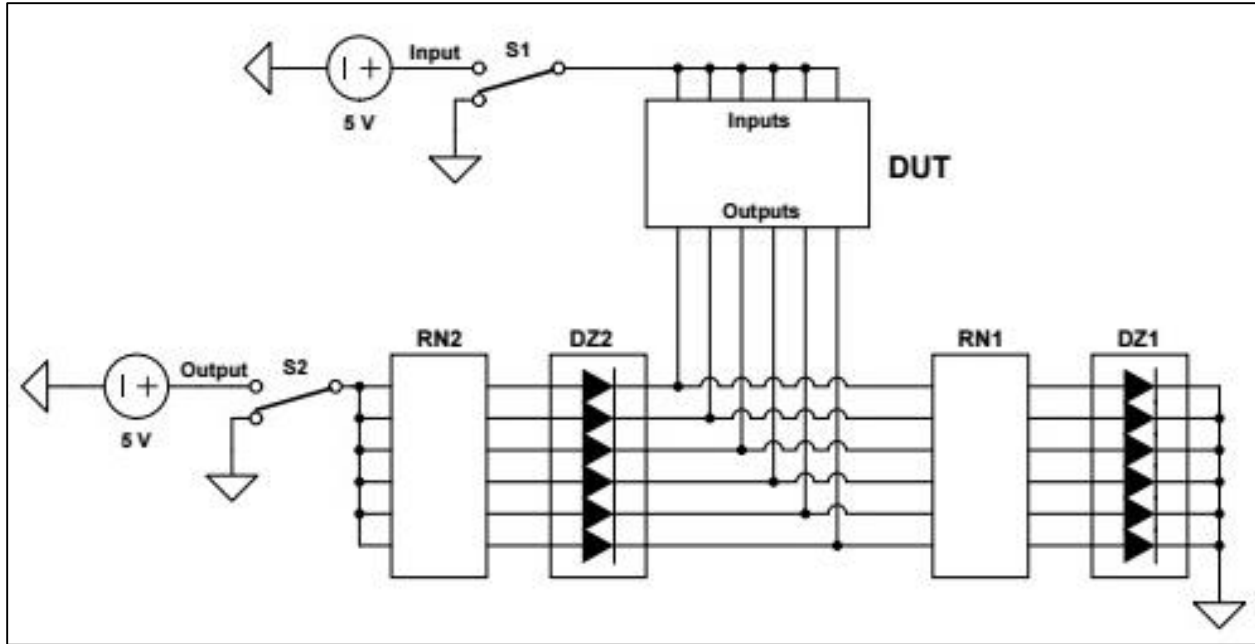 Input
S1
5 V
Inputs
DUT
Outputs
RN2
DZ2
RN1
DZ1
Output
S2
5 V